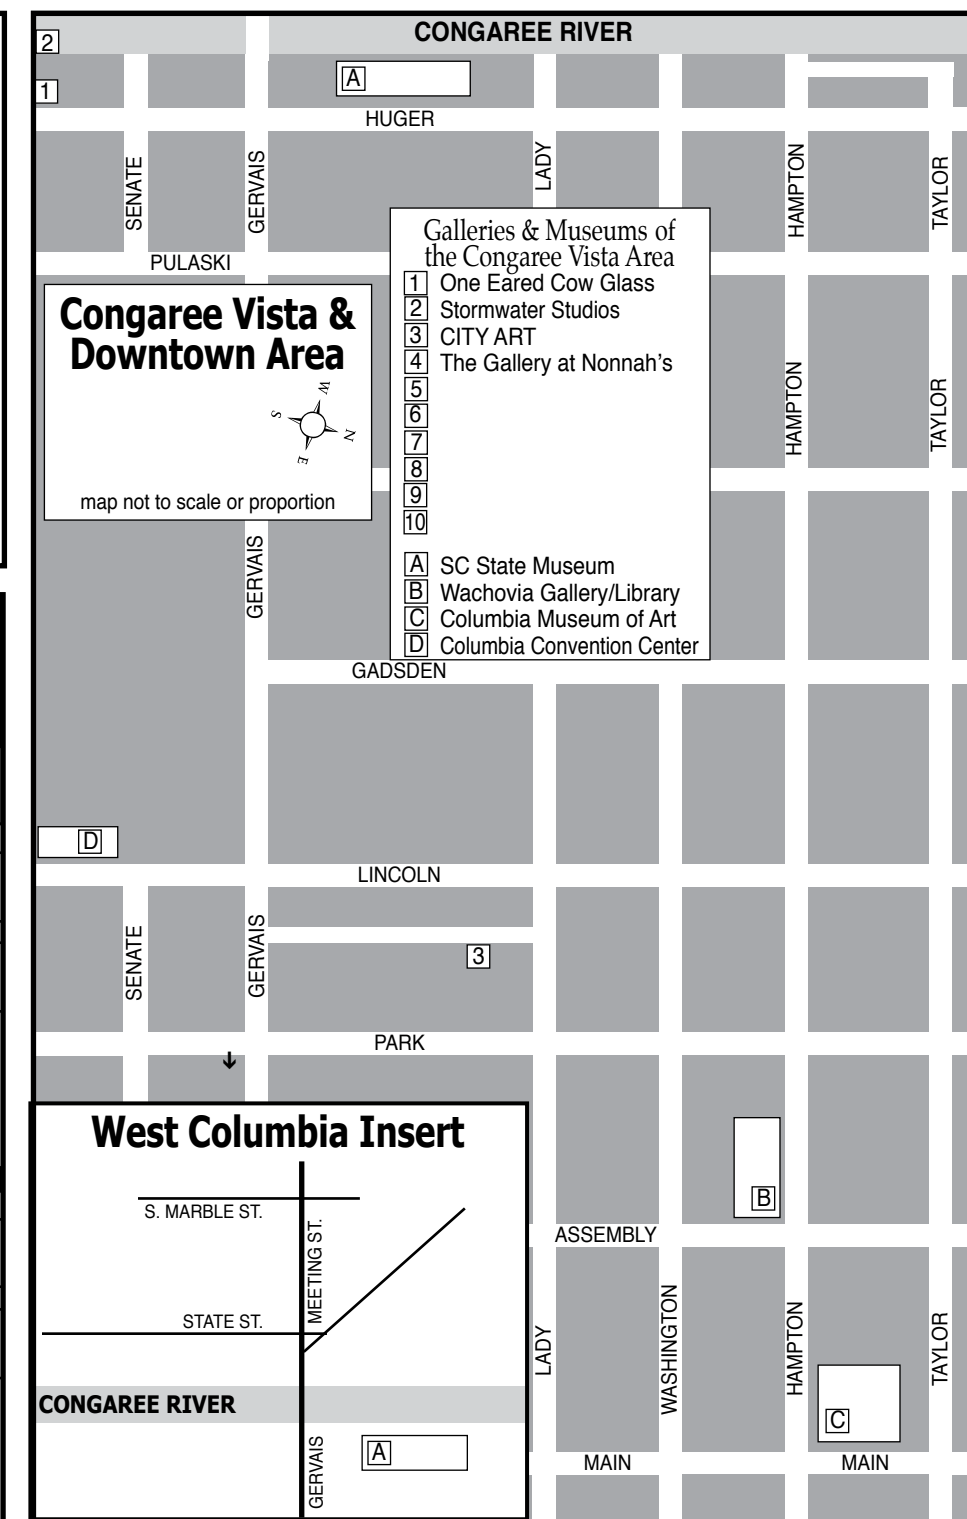 CONGAREE RIVER
2
A
1
HUGER
SENATE
GERVAIS
LADY
HAMPTON
TAYLOR
PULASKI
Galleries & Museums of
the Congaree Vista Area
1 One Eared Cow Glass
2 Stormwater Studios
3 CITY ART
4 The Gallery at Nonnah's
5
6
7
8
9
10
A SC State Museum
B Wachovia Gallery/Library
C Columbia Museum of Art
D Columbia Convention Center
Congaree Vista &
Downtown Area
W
S
N
E
map not to scale or proportion
HAMPTON
TAYLOR
GERVAIS
GADSDEN
D
LINCOLN
SENATE
GERVAIS
3
PARK
West Columbia Insert
S. MARBLE ST.
MEETING ST.
STATE ST.
CONGAREE RIVER
GERVAIS
A
B
ASSEMBLY
LADY
WASHINGTON
HAMPTON
TAYLOR
C
MAIN
MAIN